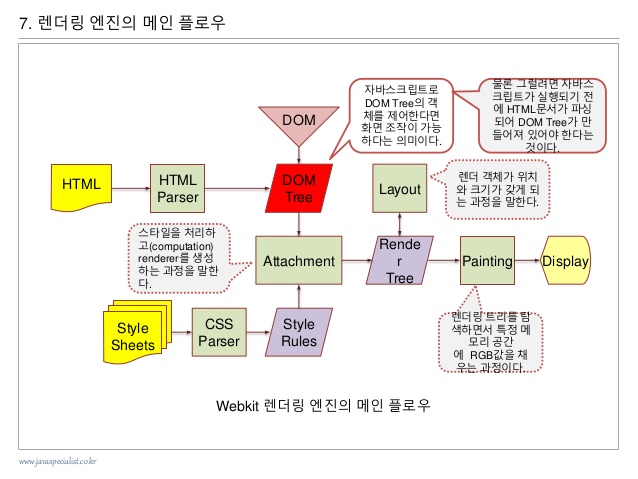 7. 렌더링 엔진의 메인 플로우
자바스크립트로
DOM Tree의 객
체를 제어한다면
화면 조작이 가능
하다는 의미이다.
물론 그럴려면 자바스
크립트가 실행되기 전
에 HTML문서가 파싱
되어 DOM Tree가 만
들어져 있어야 한다는
것이다.
DOM
HTML
HTML
Parser
DOM
Tree
Layout
렌더 객체가 위치
와 크기가 갖게 되
는 과정을 말한다.
스타일을 처리하
고(computation)
renderer를 생성
하는 과정을 말한
다.
Attachment
Rende
r
Tree
Painting
Display
Style
Sheets
CSS
Parser
Style
Rules
렌더링 트리를 탐
색하면서 특정 메
모리 공간
에 RGB값을 채
우는 과정이다.
Webkit 렌더링 엔진의 메인 플로우
www.javaspecialist.co.kr